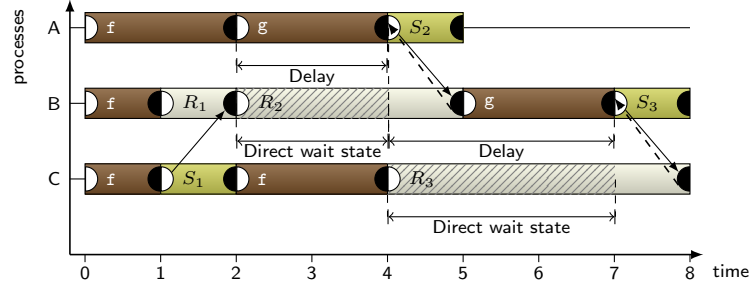 processes
A f g S₂
Delay
B f R₁ R₂ g S₃
Direct wait state Delay
C f S₁ f R₃
Direct wait state
0 1 2 3 4 5 6 7 8 time